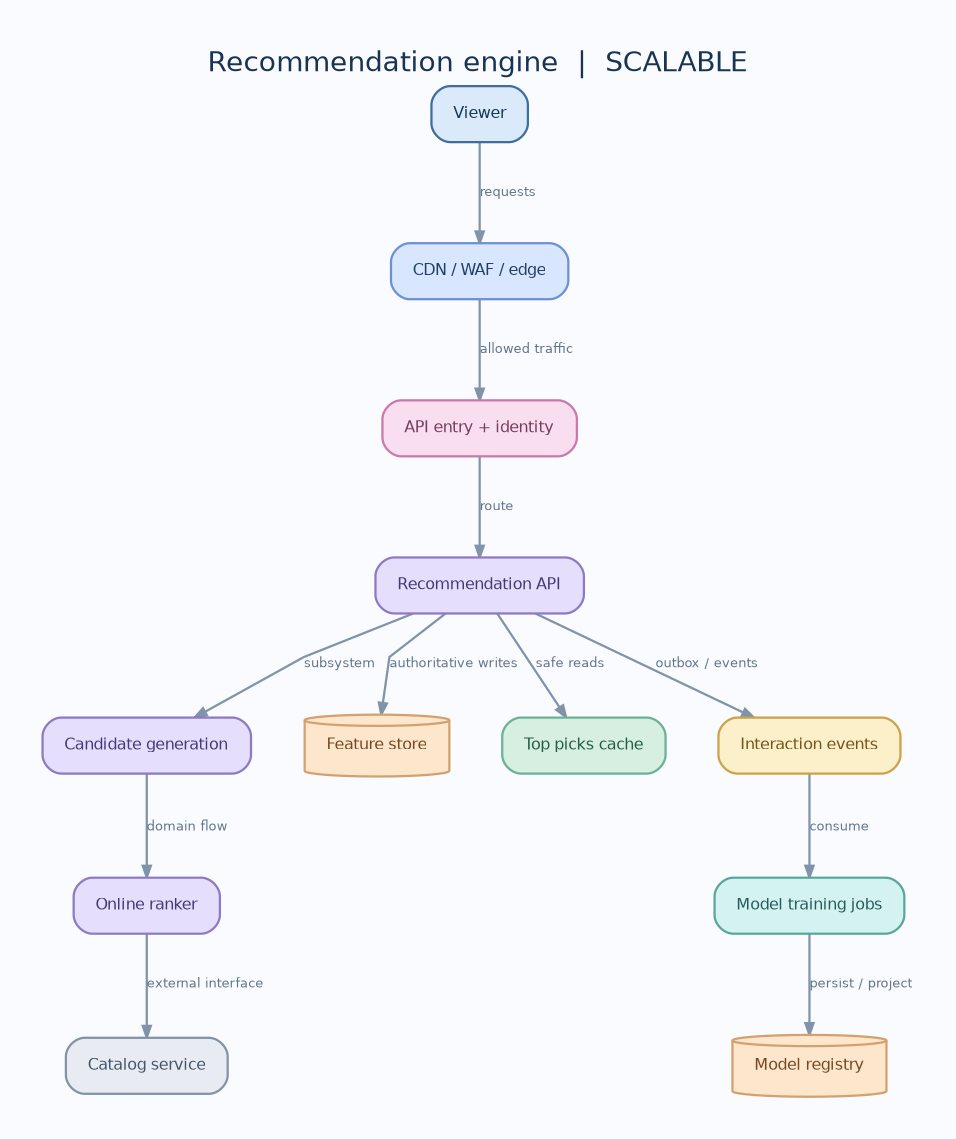 Recommendation engine  |  SCALABLE
Viewer
requests
CDN / WAF / edge
allowed traffic
API entry + identity
route
Recommendation API
subsystem
authoritative writes
safe reads
outbox / events
Candidate generation
Feature store
Top picks cache
Interaction events
domain flow
consume
Online ranker
Model training jobs
external interface
persist / project
Catalog service
Model registry